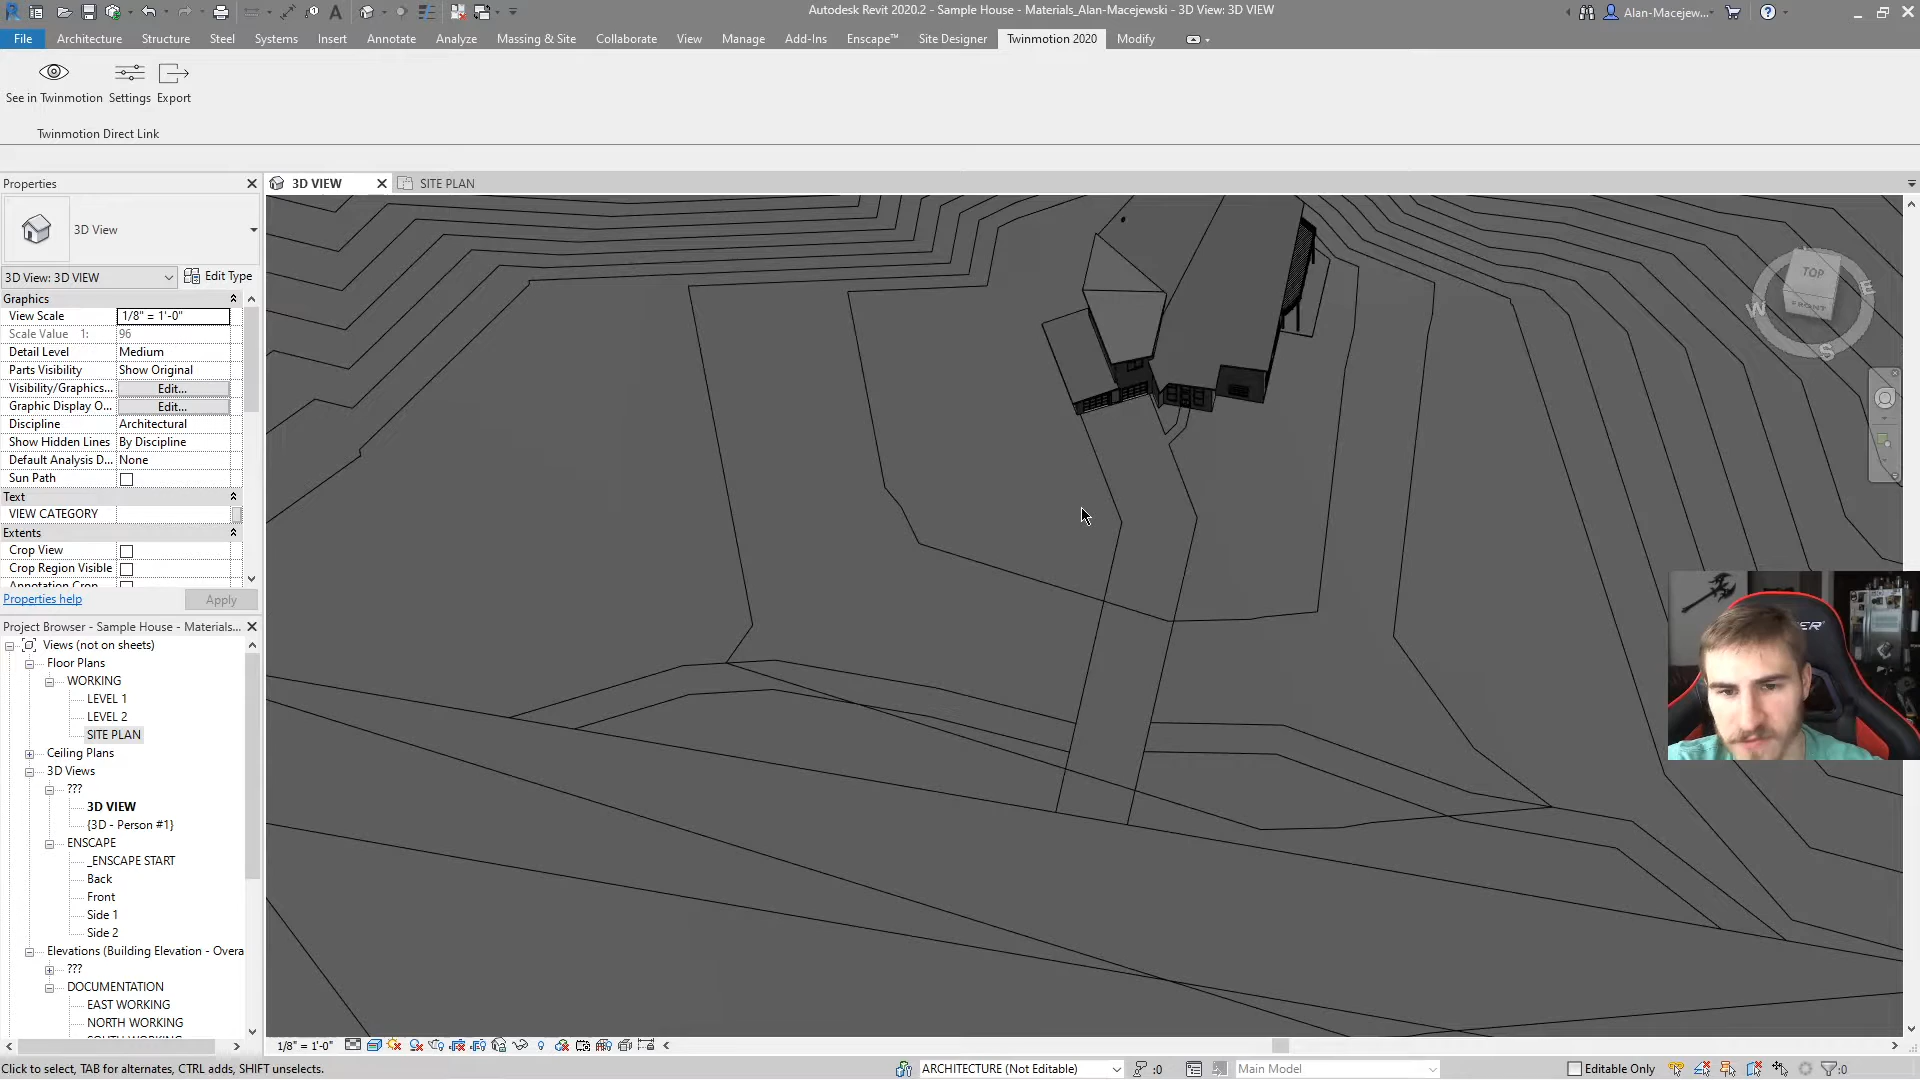 Autodesk Revit 2020.2 - Sample House - Materials_Alan-Macejewski - 3D View: 3D VIEW
Alan-Macejew...
File Architecture Structure Steel Systems Insert Annotate Analyze Massing & Site Collaborate View Manage Add-Ins Enscape™ Site Designer Twinmotion 2020 Modify
See in Twinmotion Settings Export
Twinmotion Direct Link
Properties
3D VIEW
SITE PLAN
3D View
3D View: 3D VIEW
Edit Type
Graphics
View Scale 1/8" = 1'-0"
Scale Value 1: 96
Detail Level Medium
Parts Visibility Show Original
Visibility/Graphics... Edit...
Graphic Display O... Edit...
Discipline Architectural
Show Hidden Lines By Discipline
Default Analysis D... None
Sun Path
Text
VIEW CATEGORY
Extents
Crop View
Crop Region Visible
Annotation Crop
Properties help
Apply
Project Browser - Sample House - Materials...
Views (not on sheets)
Floor Plans
WORKING
LEVEL 1
LEVEL 2
SITE PLAN
Ceiling Plans
3D Views
???
3D VIEW
{3D - Person #1}
ENSCAPE
_ENSCAPE START
Back
Front
Side 1
Side 2
Elevations (Building Elevation - Overa
???
DOCUMENTATION
EAST WORKING
NORTH WORKING
TOP
FRONT
W
E
S
1/8" = 1'-0"
Click to select, TAB for alternates, CTRL adds, SHIFT unselects.
ARCHITECTURE (Not Editable)
:0
Main Model
Editable Only
:0